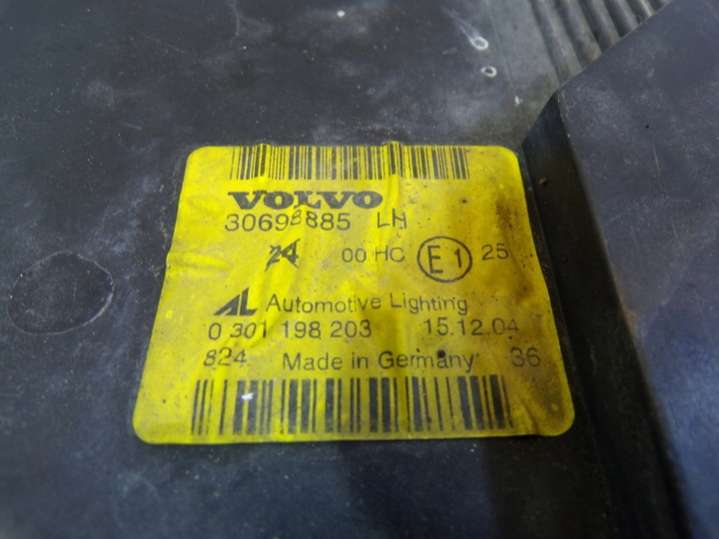 VOLVO
30698885 LH
24 00 HC E1 25
AL Automotive Lighting
0 301 198 203 15.12.04
824 Made in Germany 36